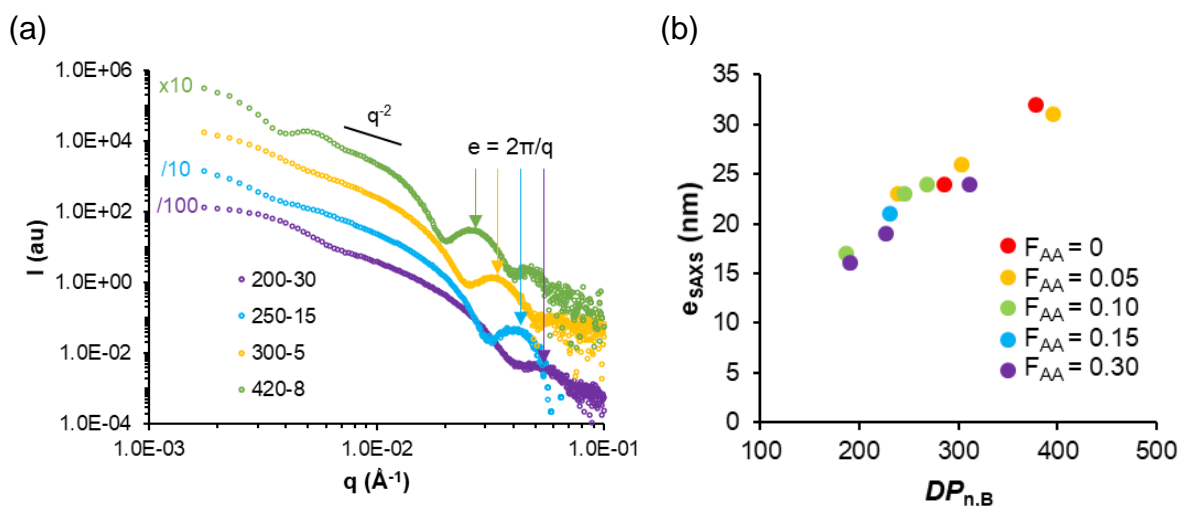 (a)
1.0E+06
1.0E+04
1.0E+02
1.0E+00
1.0E-02
1.0E-04
I (au)
x10
/10
/100
q⁻²
e = 2π/q
200-30
250-15
300-5
420-8
1.0E-03
1.0E-02
1.0E-01
q (Å⁻¹)
(b)
35
30
25
20
15
10
5
0
e_SAXS (nm)
F_AA = 0
F_AA = 0.05
F_AA = 0.10
F_AA = 0.15
F_AA = 0.30
100
200
300
400
500
DP_n.B